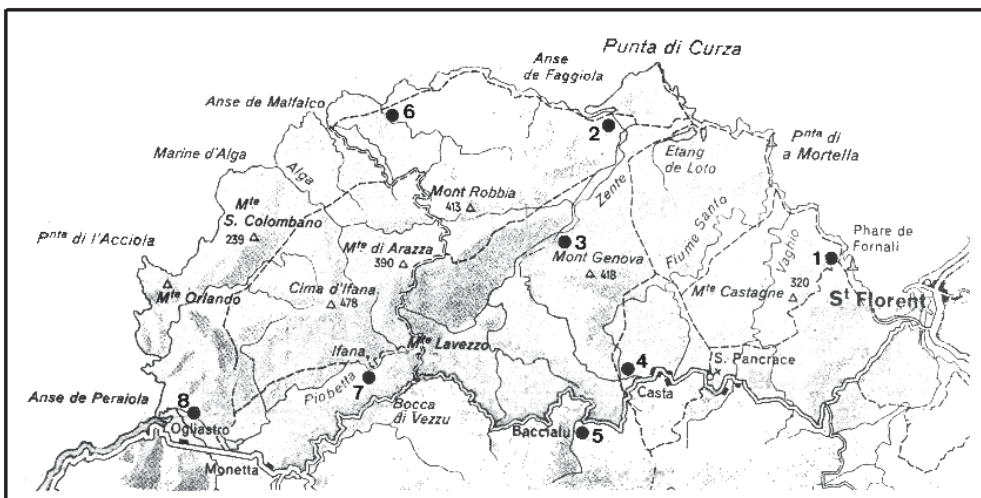 Punta di Curza
Anse
de Faggiola
Anse de Malfalco
6
2
Marine d'Alga
Etang
de Loto
Pnta di
a Mortella
Alga
Zente
Mont Robbia
413
Mte
S. Colombano
239
Fiume Santo
Vaghio
Phare de
Fornali
Pnta di l'Acciola
3
Mont Genova
418
1
Mte di Arazza
390
320
Mte Castagne
St Florent
Mte Orlando
Cima d'Ifana
478
Mte Lavezzo
Ifana
S. Pancrace
4
Casta
Piobetta
7
Anse de Peraiola
8
Ogliastro
Bocca
di Vezzu
Baccialu
5
Monetta